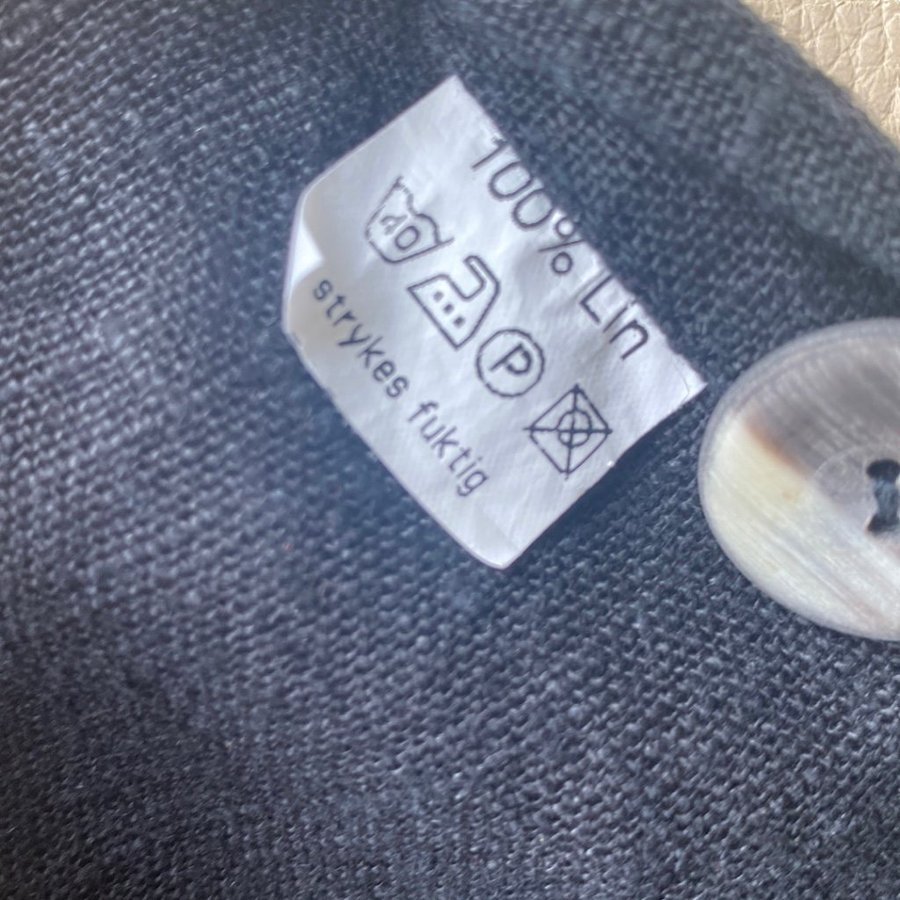 100% Lin
40 P
strykes fuktig